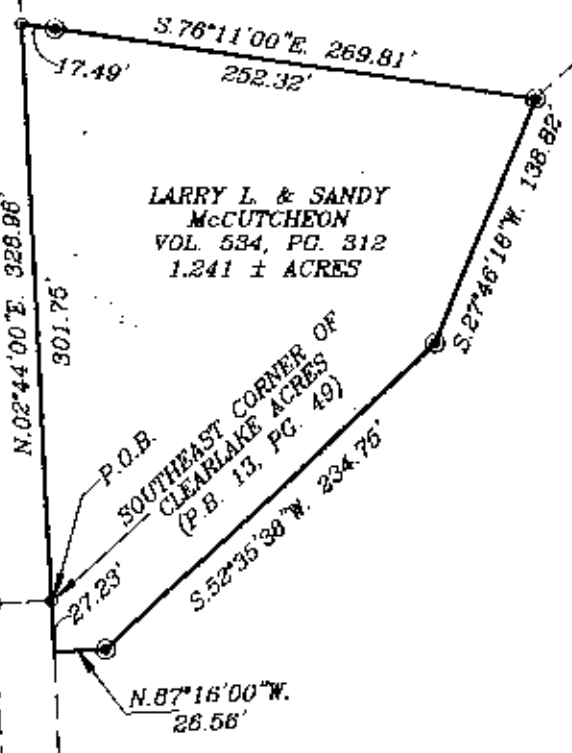 S.76°11'00"E. 269.81'
252.32'
17.49'
LARRY L. & SANDY
McCUTCHEON
VOL. 534, PG. 312
1.241 ± ACRES
S.27°46'18"W. 138.82'
N.02°44'00"E. 328.98'
301.75'
P.O.B.
SOUTHEAST CORNER OF
CLEARLAKE ACRES
(P.B. 13, PG. 49)
S.52°35'38"W. 234.75'
27.23'
N.87°16'00"W.
26.56'